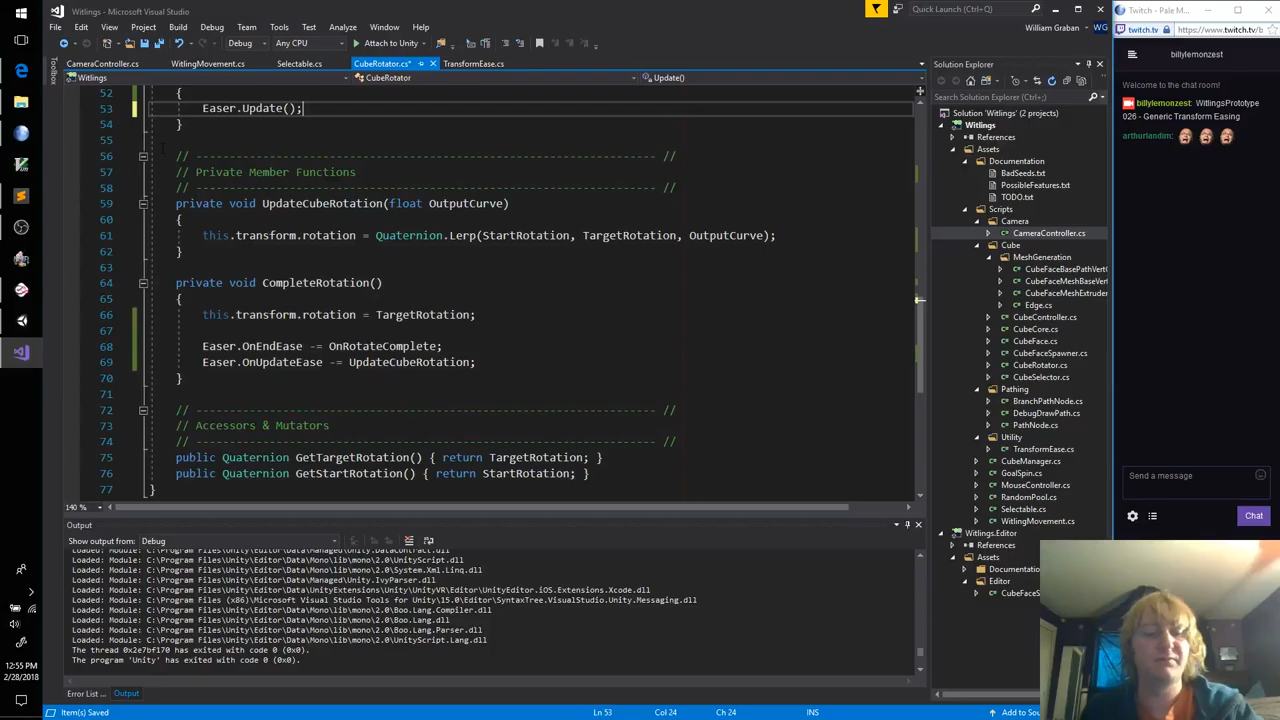 Witlings - Microsoft Visual Studio
Quick Launch (Ctrl+Q)
File Edit View Project Build Debug Team Tools Test Analyze Window Help
William Graban WG
Debug Any CPU Attach to Unity
CameraController.cs WitlingMovement.cs Selectable.cs CubeRotator.cs* TransformEase.cs
Witlings CubeRotator Update()
Toolbox
52 {
53 Easer.Update();
54 }
55
56 // --------------------------------------------------------------------- //
57 // Private Member Functions
58 // --------------------------------------------------------------------- //
59 private void UpdateCubeRotation(float OutputCurve)
60 {
61 this.transform.rotation = Quaternion.Lerp(StartRotation, TargetRotation, OutputCurve);
62 }
63
64 private void CompleteRotation()
65 {
66 this.transform.rotation = TargetRotation;
67
68 Easer.OnEndEase -= OnRotateComplete;
69 Easer.OnUpdateEase -= UpdateCubeRotation;
70 }
71
72 // --------------------------------------------------------------------- //
73 // Accessors & Mutators
74 // --------------------------------------------------------------------- //
75 public Quaternion GetTargetRotation() { return TargetRotation; }
76 public Quaternion GetStartRotation() { return StartRotation; }
77 }
140 %
Output
Show output from: Debug
Loaded Module: C:\Program Files\Unity\Editor\Data\Mono\lib\mono\2.0\UnityScript.dll
Loaded Module: C:\Program Files\Unity\Editor\Data\Managed\Unity.IvyParser.dll
Loaded Module: C:\Program Files (x86)\Microsoft Visual Studio Tools for Unity\15.0\Editor\SyntaxTree.VisualStudio.Unity.Messaging.dll
Loaded Module: C:\Program Files\Unity\Editor\Data\Mono\lib\mono\2.0\Boo.Lang.Compiler.dll
Loaded Module: C:\Program Files\Unity\Editor\Data\Mono\lib\mono\2.0\Boo.Lang.dll
Loaded Module: C:\Program Files\Unity\Editor\Data\Mono\lib\mono\2.0\Boo.Lang.Parser.dll
Loaded Module: C:\Program Files\Unity\Editor\Data\Mono\lib\mono\2.0\UnityScript.Lang.dll
The thread 0x2e7bf170 has exited with code 0 (0x0).
The program 'Unity' has exited with code 0 (0x0).
Error List ... Output
Item(s) Saved Ln 53 Col 24 Ch 24 INS Add to Sou
12:55 PM
2/28/2018
Solution Explorer
Search Solution Explorer (Ctrl+;)
Solution 'Witlings' (2 projects)
Witlings
References
Assets
Documentation
BadSeeds.txt
PossibleFeatures.txt
TODO.txt
Scripts
Camera
CameraController.cs
Cube
MeshGeneration
CubeFaceBasePathVert
CubeFaceMeshBaseVer
CubeFaceMeshExtruder
Edge.cs
CubeController.cs
CubeCore.cs
CubeFace.cs
CubeFaceSpawner.cs
CubeRotator.cs
CubeSelector.cs
Pathing
BranchPathNode.cs
DebugDrawPath.cs
PathNode.cs
Utility
TransformEase.cs
CubeManager.cs
GoalSpin.cs
MouseController.cs
RandomPool.cs
Selectable.cs
WitlingMovement.cs
Witlings.Editor
References
Assets
Documentatio
Editor
CubeFaceS
Twitch - Pale M...
twitch.tv https://www.twitch.tv/b
billylemonzest
Welcome to the chat room!
billylemonzest: WitlingsPrototype
026 - Generic Transform Easing
arthurlandim:
Send a message
Chat